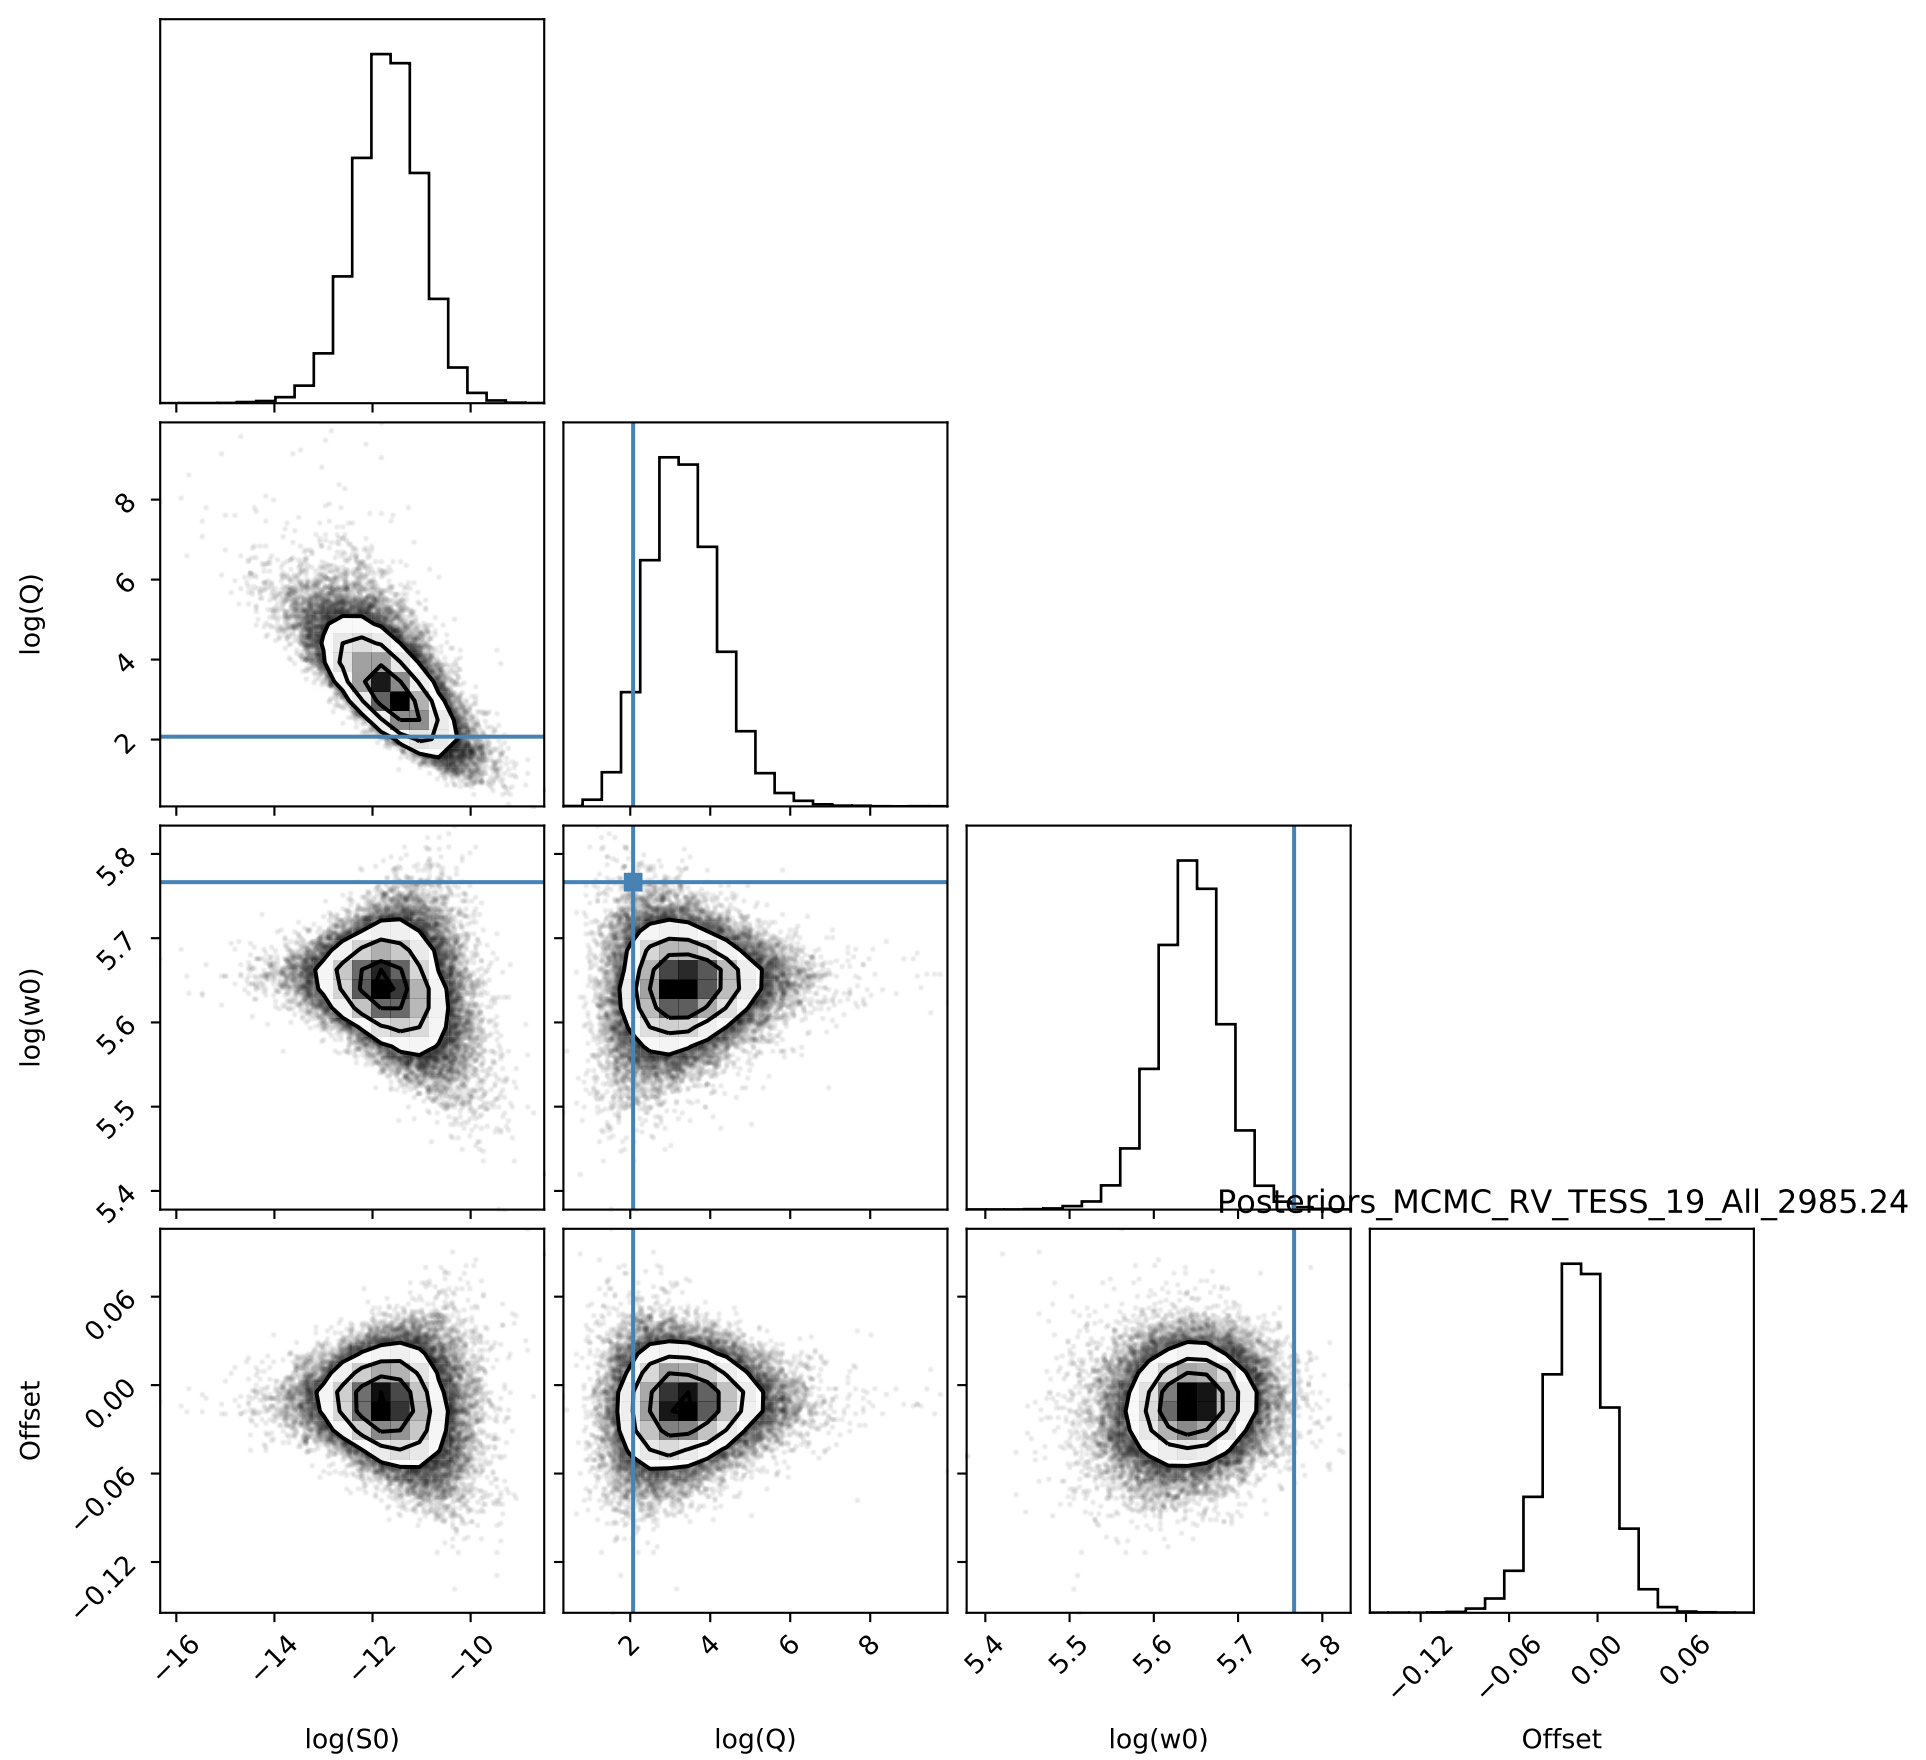 log(Q)
8
6
4
2
log(w0)
5.8
5.7
5.6
5.5
5.4
Posteriors_MCMC_RV_TESS_19_All_2985.24
Offset
0.06
0.00
−0.06
−0.12
−16 −14 −12 −10
2 4 6 8
5.4 5.5 5.6 5.7 5.8
−0.12 −0.06 0.00 0.06
log(S0) log(Q) log(w0) Offset